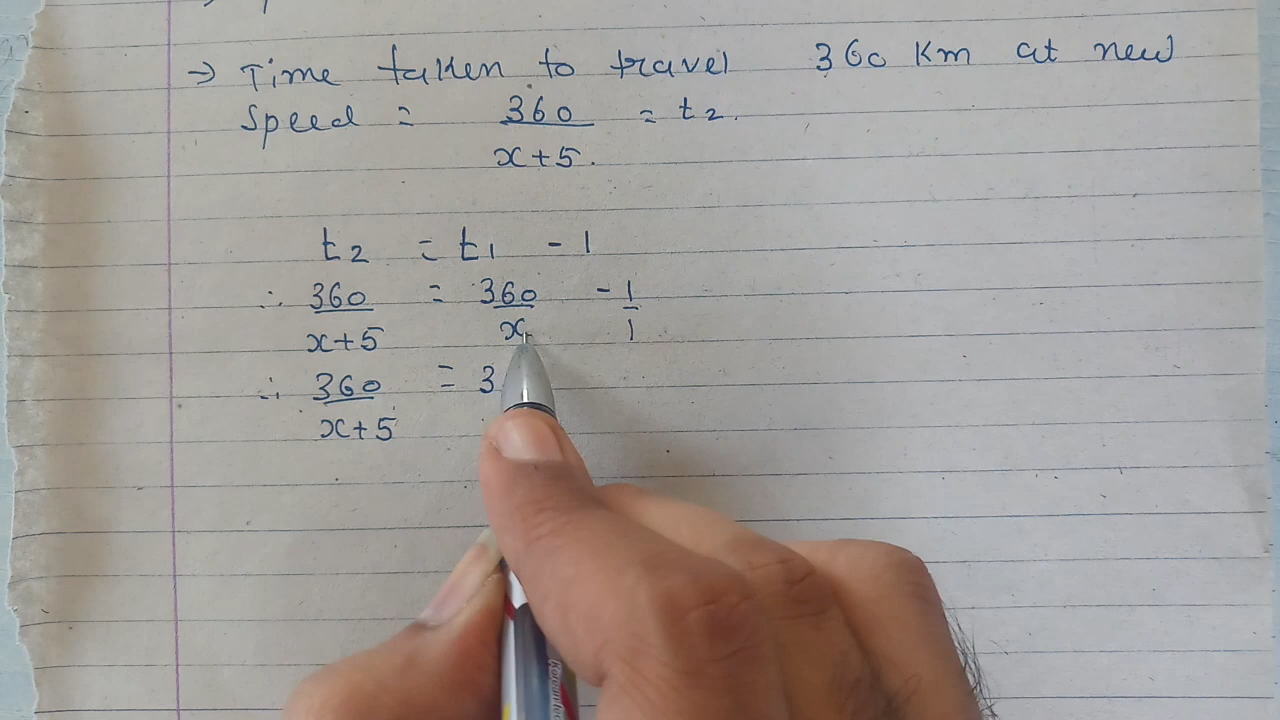 → Time taken to travel 360 Km at new
speed = 360/x+5. = t2.
t2 = t1 - 1
∴ 360/x+5 = 360/x - 1/1
∴ 360/x+5 = 3